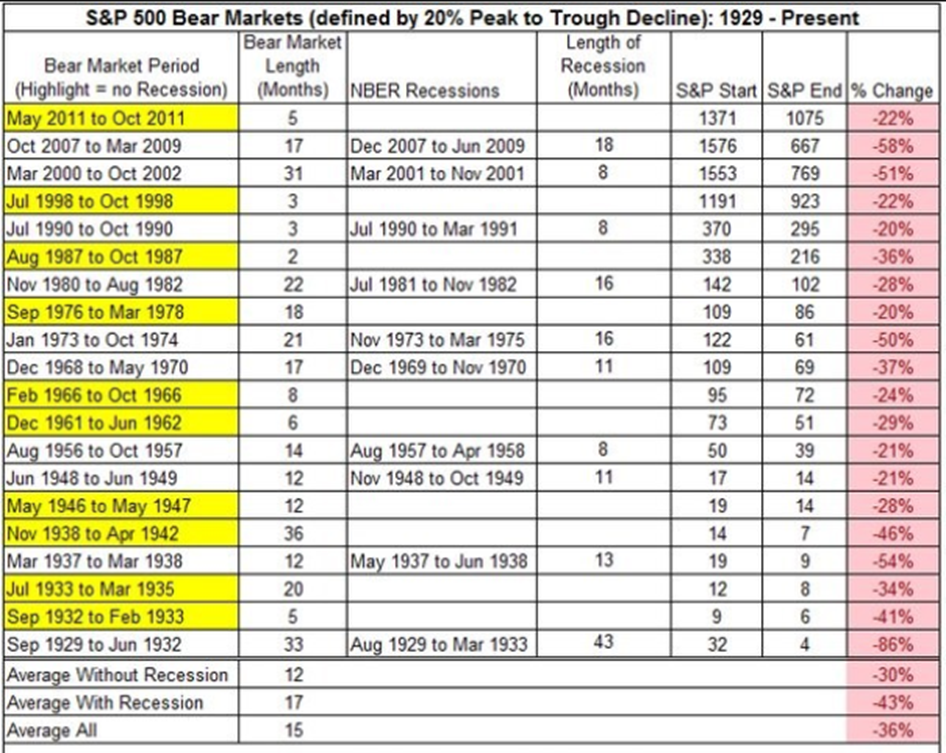 S&P 500 Bear Markets (defined by 20% Peak to Trough Decline): 1929 - Present
Bear Market Period (Highlight = no Recession) Bear Market Length (Months) NBER Recessions Length of Recession (Months) S&P Start S&P End % Change
May 2011 to Oct 2011 5 1371 1075 -22%
Oct 2007 to Mar 2009 17 Dec 2007 to Jun 2009 18 1576 667 -58%
Mar 2000 to Oct 2002 31 Mar 2001 to Nov 2001 8 1553 769 -51%
Jul 1998 to Oct 1998 3 1191 923 -22%
Jul 1990 to Oct 1990 3 Jul 1990 to Mar 1991 8 370 295 -20%
Aug 1987 to Oct 1987 2 338 216 -36%
Nov 1980 to Aug 1982 22 Jul 1981 to Nov 1982 16 142 102 -28%
Sep 1976 to Mar 1978 18 109 86 -20%
Jan 1973 to Oct 1974 21 Nov 1973 to Mar 1975 16 122 61 -50%
Dec 1968 to May 1970 17 Dec 1969 to Nov 1970 11 109 69 -37%
Feb 1966 to Oct 1966 8 95 72 -24%
Dec 1961 to Jun 1962 6 73 51 -29%
Aug 1956 to Oct 1957 14 Aug 1957 to Apr 1958 8 50 39 -21%
Jun 1948 to Jun 1949 12 Nov 1948 to Oct 1949 11 17 14 -21%
May 1946 to May 1947 12 19 14 -28%
Nov 1938 to Apr 1942 36 14 7 -46%
Mar 1937 to Mar 1938 12 May 1937 to Jun 1938 13 19 9 -54%
Jul 1933 to Mar 1935 20 12 8 -34%
Sep 1932 to Feb 1933 5 9 6 -41%
Sep 1929 to Jun 1932 33 Aug 1929 to Mar 1933 43 32 4 -86%
Average Without Recession 12 -30%
Average With Recession 17 -43%
Average All 15 -36%